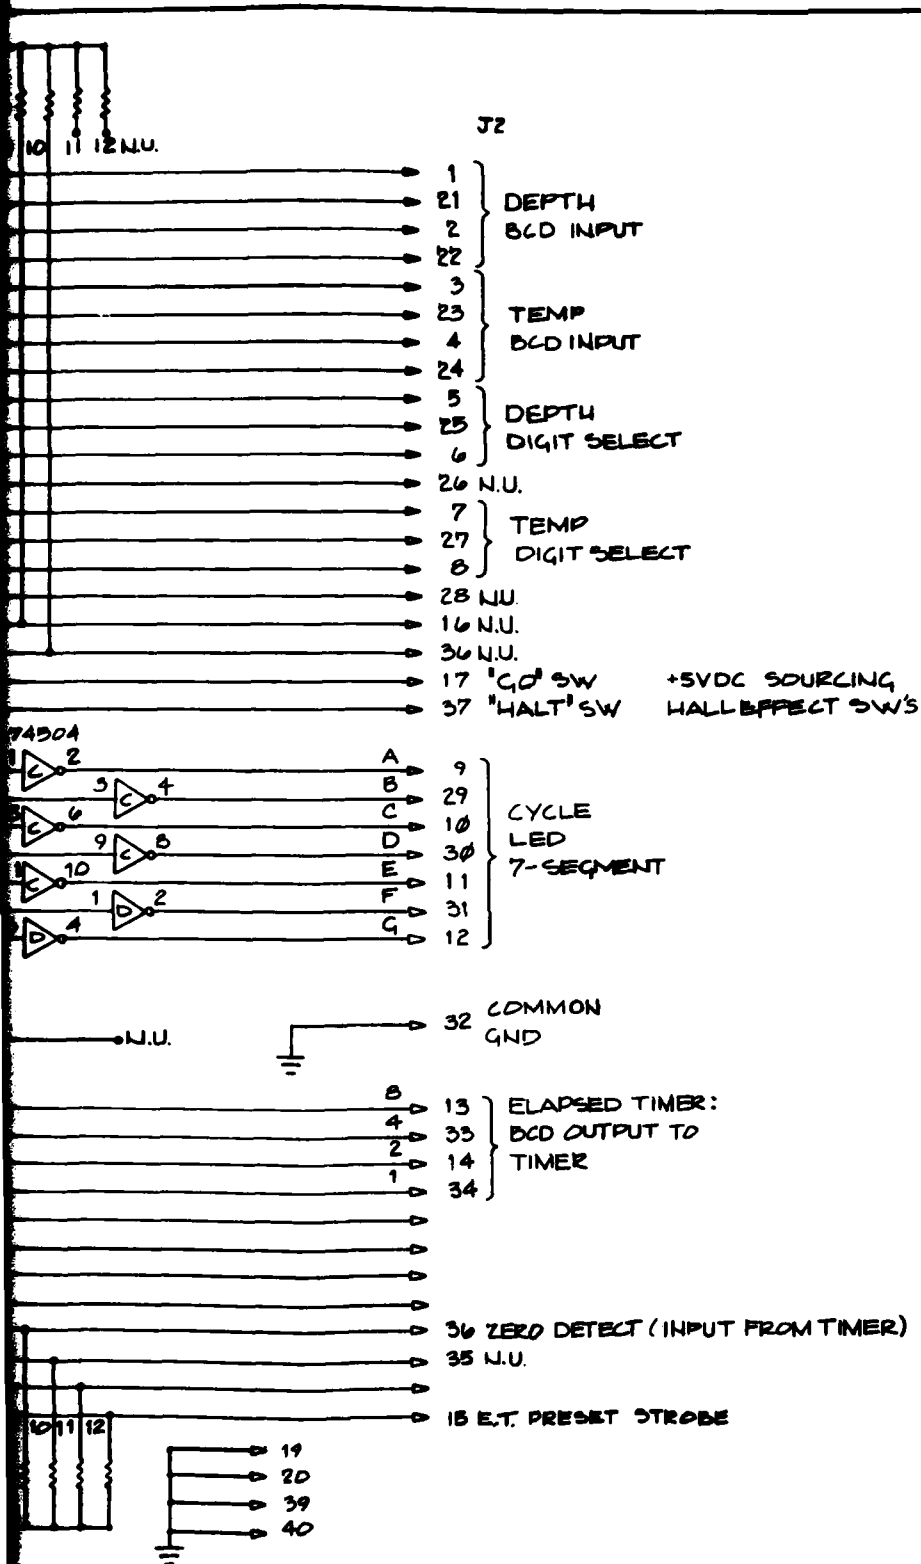 10 11 12 N.U.
J2
1
21 DEPTH
2 BCD INPUT
22
3
23 TEMP
4 BCD INPUT
24
5
25 DEPTH
6 DIGIT SELECT
26 N.U.
7
27 TEMP
8 DIGIT SELECT
28 N.U.
16 N.U.
36 N.U.
17 "GO" SW +5VDC SOURCING
37 "HALT" SW HALL EFFECT SW'S
74S04
1 C 2 A 9
3 C 4 B 29
C 6 C 10 CYCLE
9 C 8 D 30 LED
C 10 E 11 7-SEGMENT
1 D 2 F 31
D 4 G 12
N.U.
32 COMMON
GND
8 13 ELAPSED TIMER:
4 33 BCD OUTPUT TO
2 14 TIMER
1 34
36 ZERO DETECT (INPUT FROM TIMER)
35 N.U.
15 E.T. PRESET STROBE
10 11 12
19
20
39
40